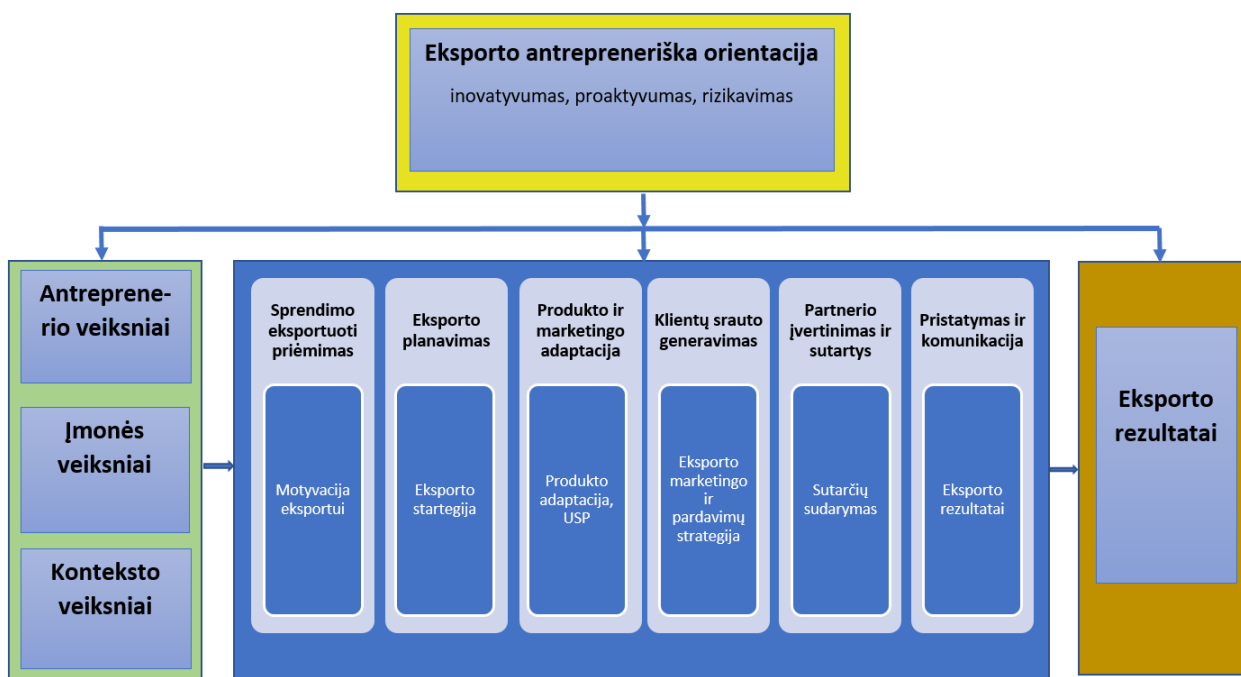 Eksporto antrepreneriška orientacija
inovatyvumas, proaktyvumas, rizikavimas
Antreprene-
rio veiksniai
Įmonės
veiksniai
Konteksto
veiksniai
Sprendimo
eksportuoti
priėmimas
Motyvacija
eksportui
Eksporto
planavimas
Eksporto
startegija
Produkto ir
marketingo
adaptacija
Produkto
adaptacija,
USP
Klientų srauto
generavimas
Eksporto
marketingo
ir
pardavimų
strategija
Partnerio
įvertinimas ir
sutartys
Sutarčių
sudarymas
Pristatymas ir
komunikacija
Eksporto
rezultatai
Eksporto
rezultatai